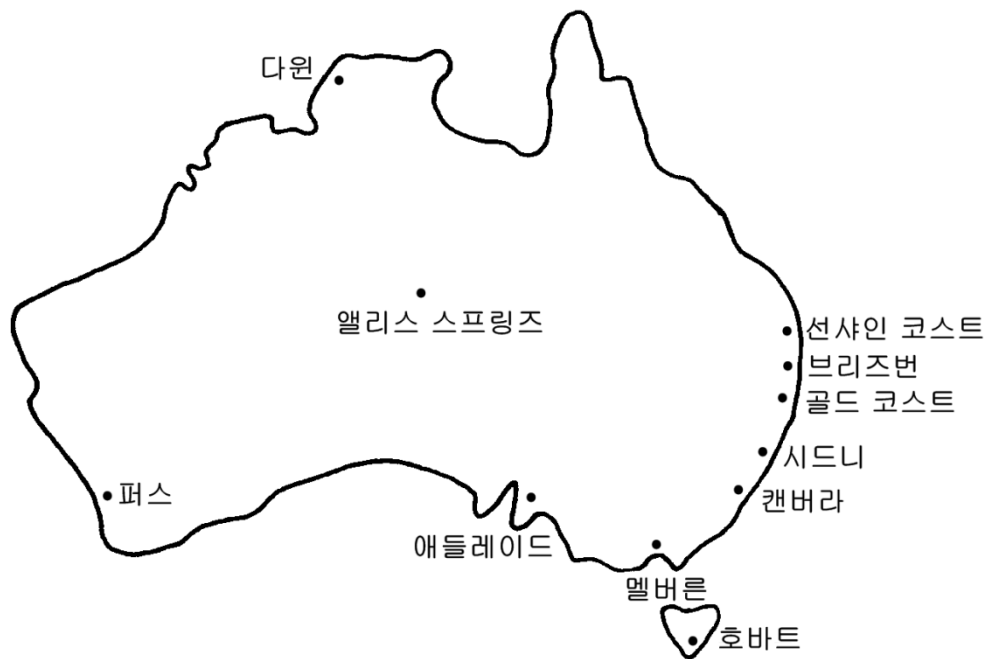 다윈
앨리스 스프링즈
선샤인 코스트
브리즈번
골드 코스트
시드니
캔버라
퍼스
애들레이드
멜버른
호바트